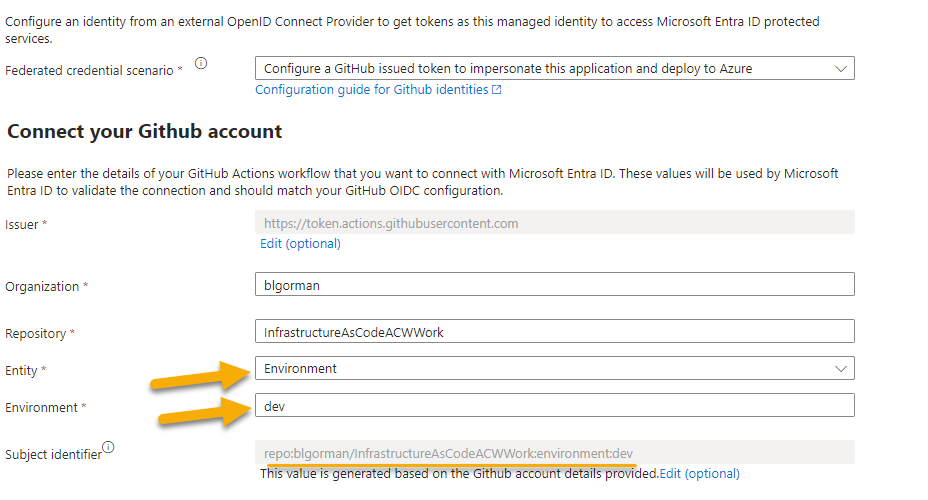 Configure an identity from an external OpenID Connect Provider to get tokens as this managed identity to access Microsoft Entra ID protected
services.
Federated credential scenario *
Configure a GitHub issued token to impersonate this application and deploy to Azure
Configuration guide for Github identities
Connect your Github account
Please enter the details of your GitHub Actions workflow that you want to connect with Microsoft Entra ID. These values will be used by Microsoft
Entra ID to validate the connection and should match your GitHub OIDC configuration.
Issuer *
https://token.actions.githubusercontent.com
Edit (optional)
Organization *
blgorman
Repository *
InfrastructureAsCodeACWWork
Entity *
Environment
Environment *
dev
Subject identifier
repo:blgorman/InfrastructureAsCodeACWWork:environment:dev
This value is generated based on the Github account details provided.Edit (optional)